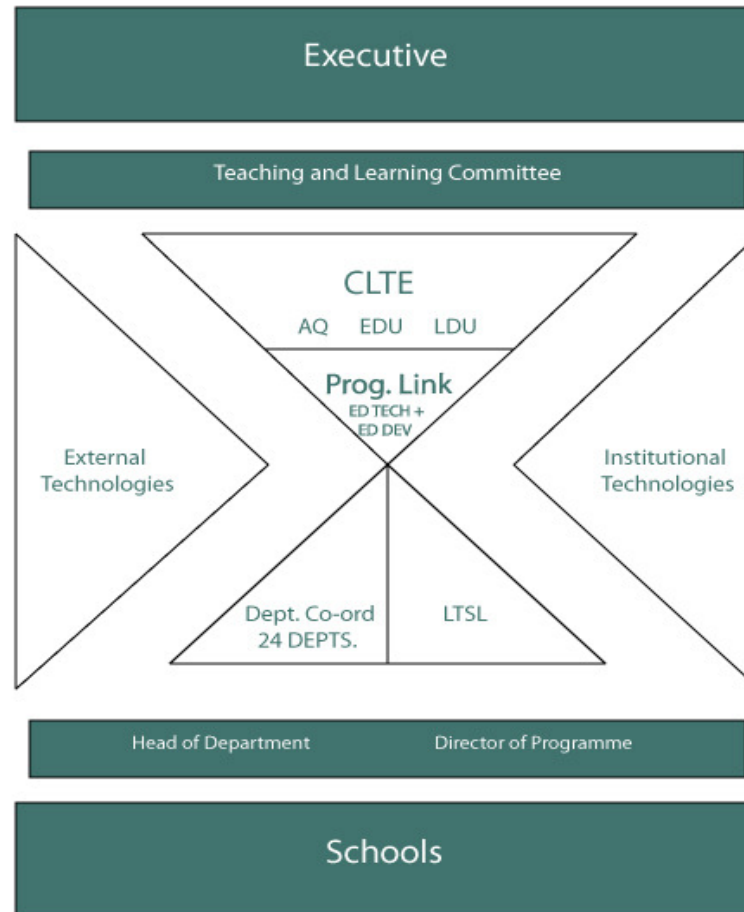 Executive
Teaching and Learning Committee
CLTE
AQ EDU LDU
Prog. Link
ED TECH +
ED DEV
External
Technologies
Institutional
Technologies
Dept. Co-ord
24 DEPTS.
LTSL
Head of Department Director of Programme
Schools